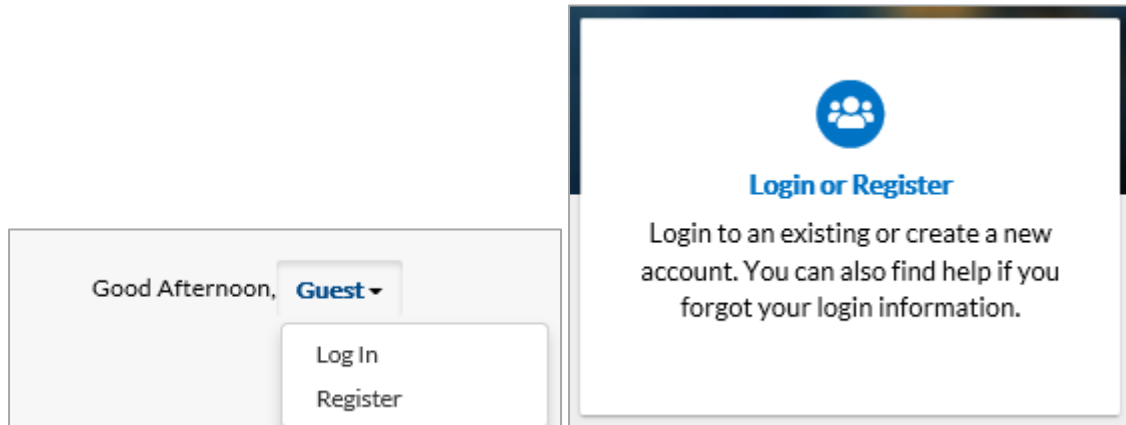 Good Afternoon, Guest
Log In
Register
Login or Register
Login to an existing or create a new
account. You can also find help if you
forgot your login information.